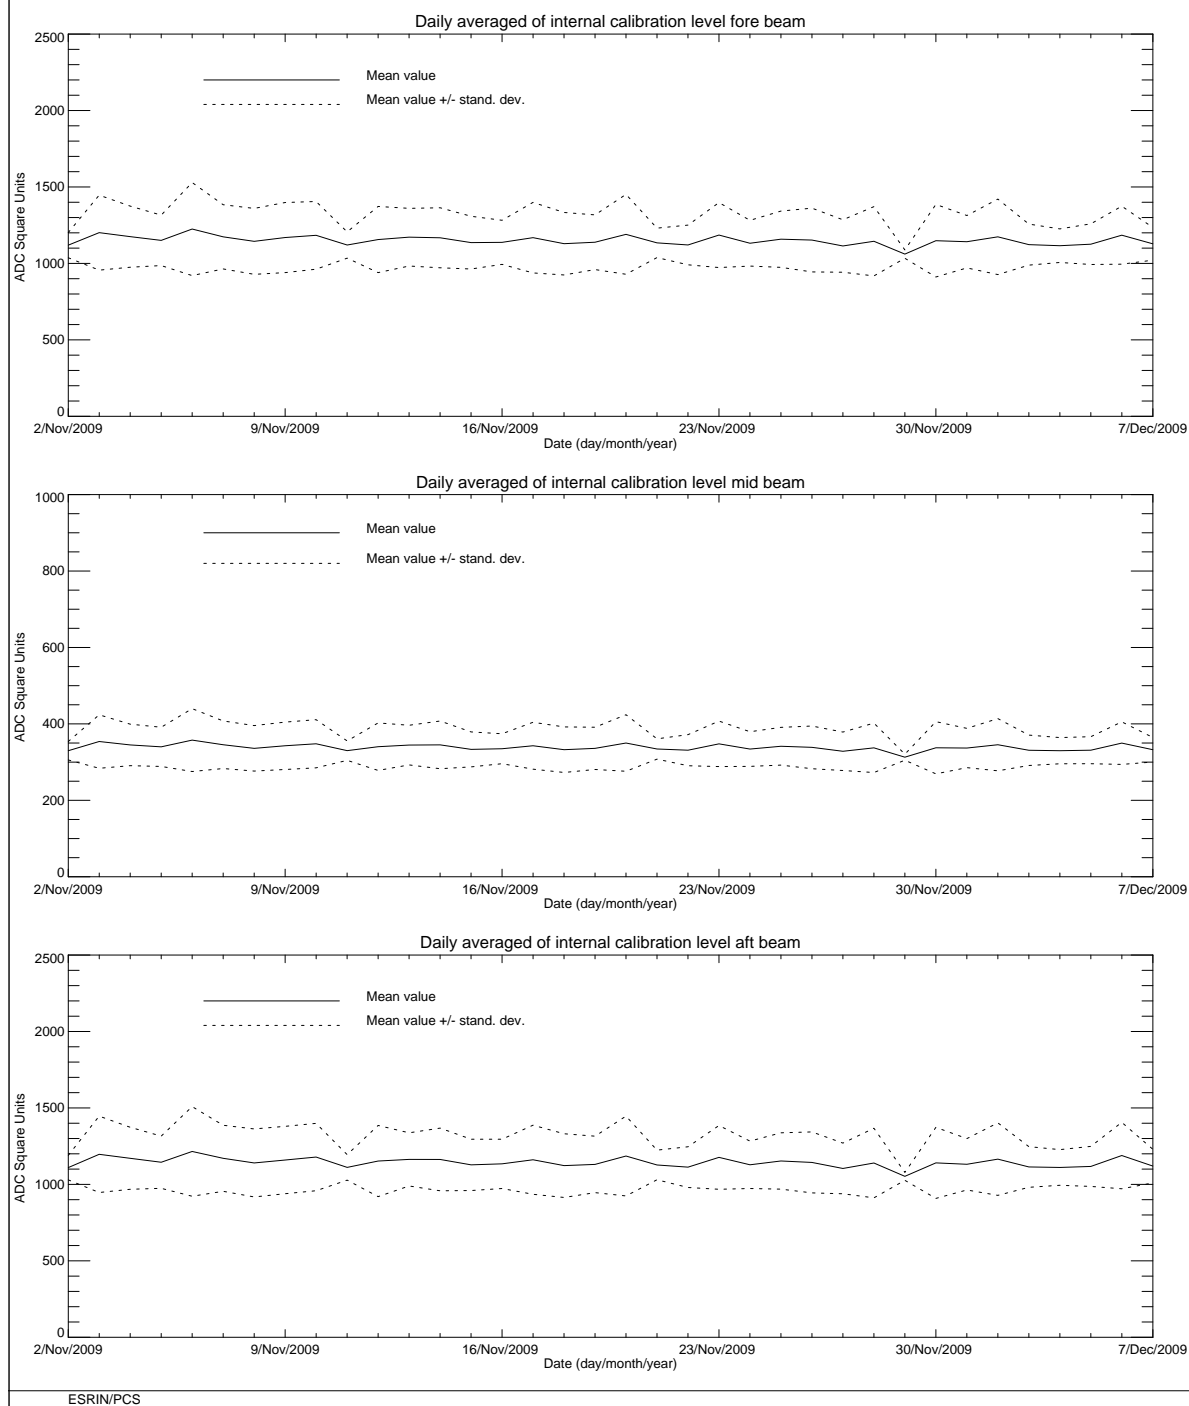 Daily averaged of internal calibration level fore beam
2500
2000
1500
1000
500
0
ADC Square Units
Mean value
Mean value +/- stand. dev.
2/Nov/2009 9/Nov/2009 16/Nov/2009 23/Nov/2009 30/Nov/2009 7/Dec/2009
Date (day/month/year)
Daily averaged of internal calibration level mid beam
1000
800
600
400
200
0
ADC Square Units
Mean value
Mean value +/- stand. dev.
2/Nov/2009 9/Nov/2009 16/Nov/2009 23/Nov/2009 30/Nov/2009 7/Dec/2009
Date (day/month/year)
Daily averaged of internal calibration level aft beam
2500
2000
1500
1000
500
0
ADC Square Units
Mean value
Mean value +/- stand. dev.
2/Nov/2009 9/Nov/2009 16/Nov/2009 23/Nov/2009 30/Nov/2009 7/Dec/2009
Date (day/month/year)
ESRIN/PCS